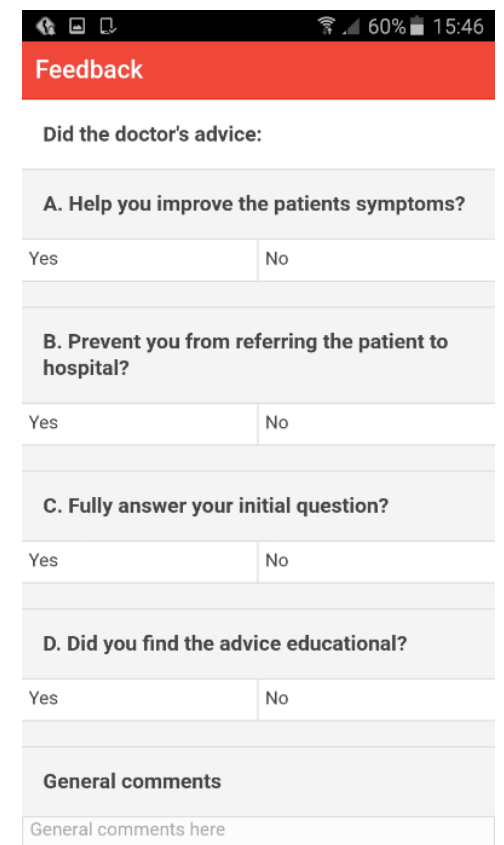 60% 15:46
Feedback
Did the doctor's advice:
A. Help you improve the patients symptoms?
Yes No
B. Prevent you from referring the patient to
hospital?
Yes No
C. Fully answer your initial question?
Yes No
D. Did you find the advice educational?
Yes No
General comments
General comments here